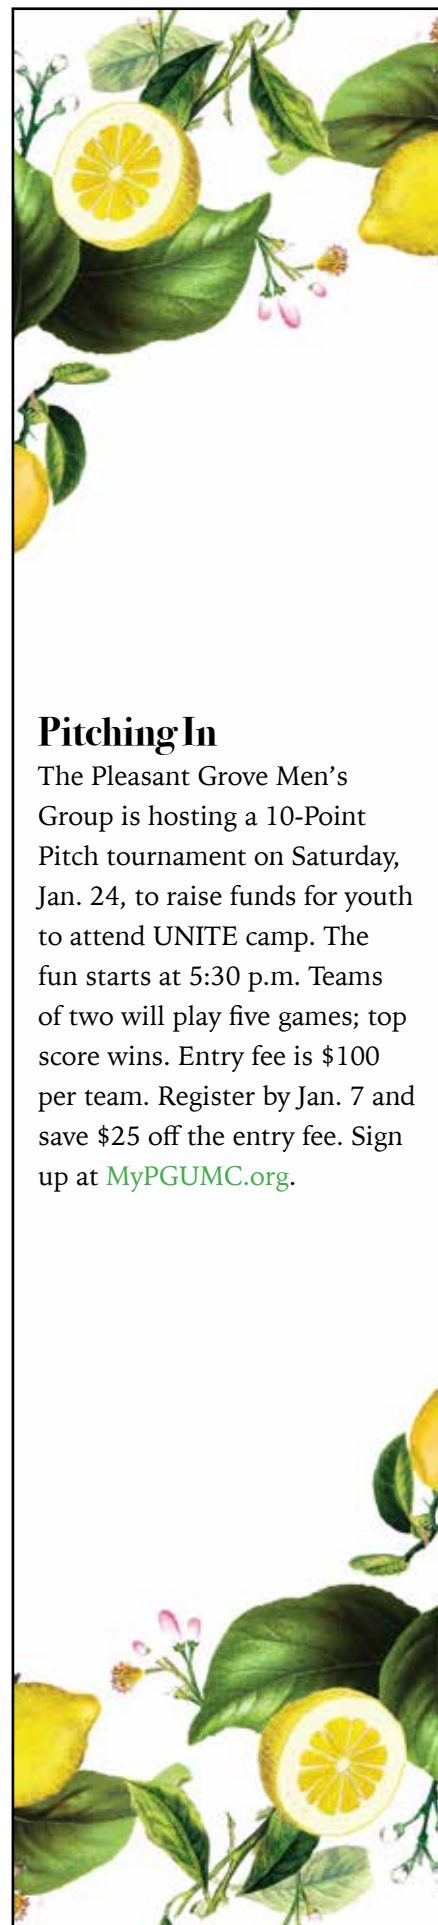 Pitching In
The Pleasant Grove Men’s
Group is hosting a 10-Point
Pitch tournament on Saturday,
Jan. 24, to raise funds for youth
to attend UNITE camp. The
fun starts at 5:30 p.m. Teams
of two will play five games; top
score wins. Entry fee is $100
per team. Register by Jan. 7 and
save $25 off the entry fee. Sign
up at MyPGUMC.org.